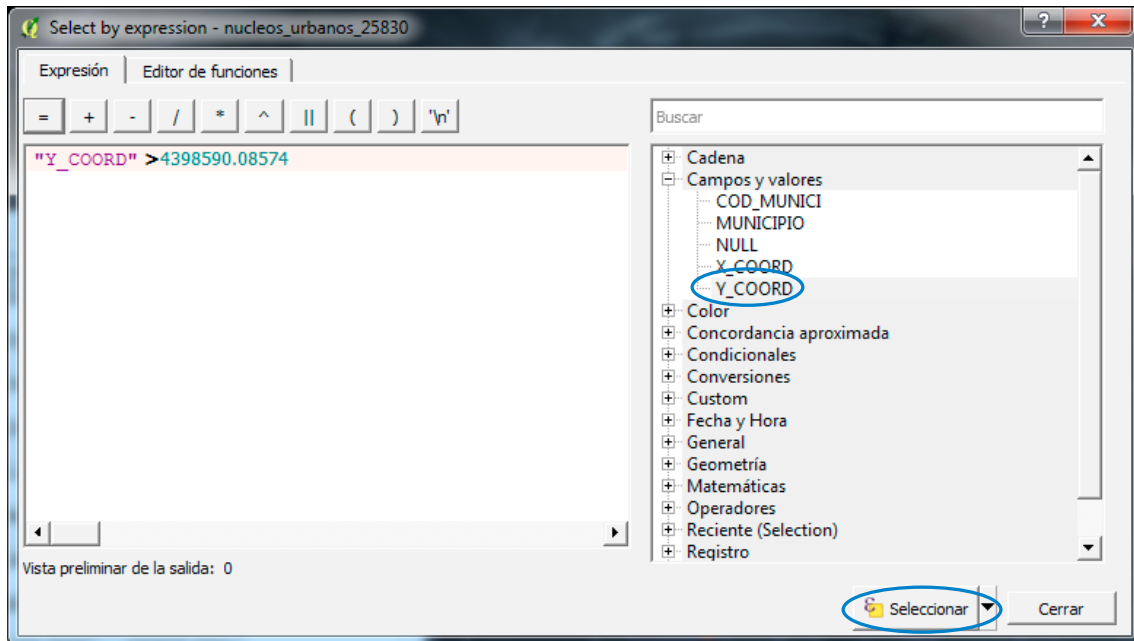 Select by expression - nucleos_urbanos_25830
Expresión
Editor de funciones
= + - / * ^ || ( ) '\n'
"Y_COORD" >4398590.08574
Vista preliminar de la salida: 0
Buscar
Cadena
Campos y valores
COD_MUNICI
MUNICIPIO
NULL
X_COORD
Y_COORD
Color
Concordancia aproximada
Condicionales
Conversiones
Custom
Fecha y Hora
General
Geometría
Matemáticas
Operadores
Reciente (Selection)
Registro
Seleccionar
Cerrar